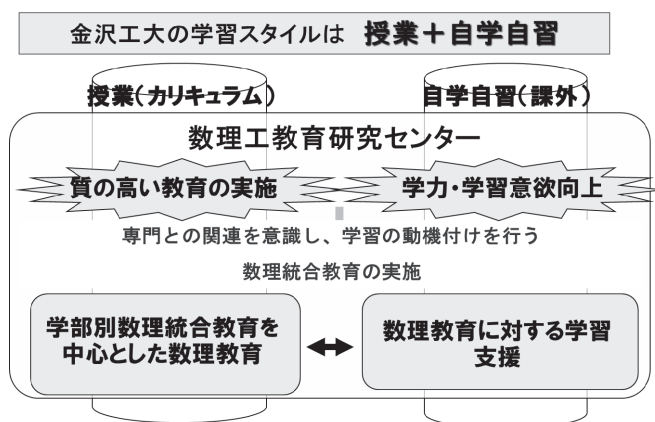 金沢工大の学習スタイルは 授業＋自学自習
授業(カリキュラム)
自学自習(課外)
数理工教育研究センター
質の高い教育の実施
学力・学習意欲向上
専門との関連を意識し、学習の動機付けを行う
数理統合教育の実施
学部別数理統合教育を
中心とした数理教育
数理教育に対する学習
支援